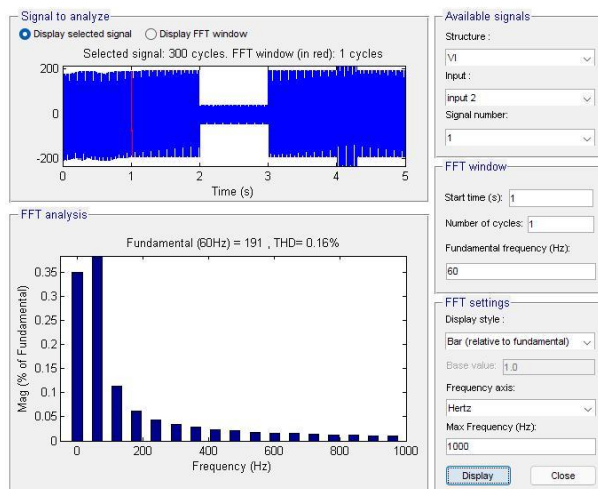 Signal to analyze
Display selected signal Display FFT window
Selected signal: 300 cycles. FFT window (in red): 1 cycles
200
0
-200
0 1 2 3 4 5
Time (s)
FFT analysis
Fundamental (60Hz) = 191 , THD= 0.16%
0.35
0.3
0.25
0.2
0.15
0.1
0.05
0
0 200 400 600 800 1000
Frequency (Hz)
Mag (% of Fundamental)
Available signals
Structure :
VI
Input :
input 2
Signal number:
1
FFT window
Start time (s): 1
Number of cycles: 1
Fundamental frequency (Hz):
60
FFT settings
Display style :
Bar (relative to fundamental)
Base value: 1.0
Frequency axis:
Hertz
Max Frequency (Hz):
1000
Display Close